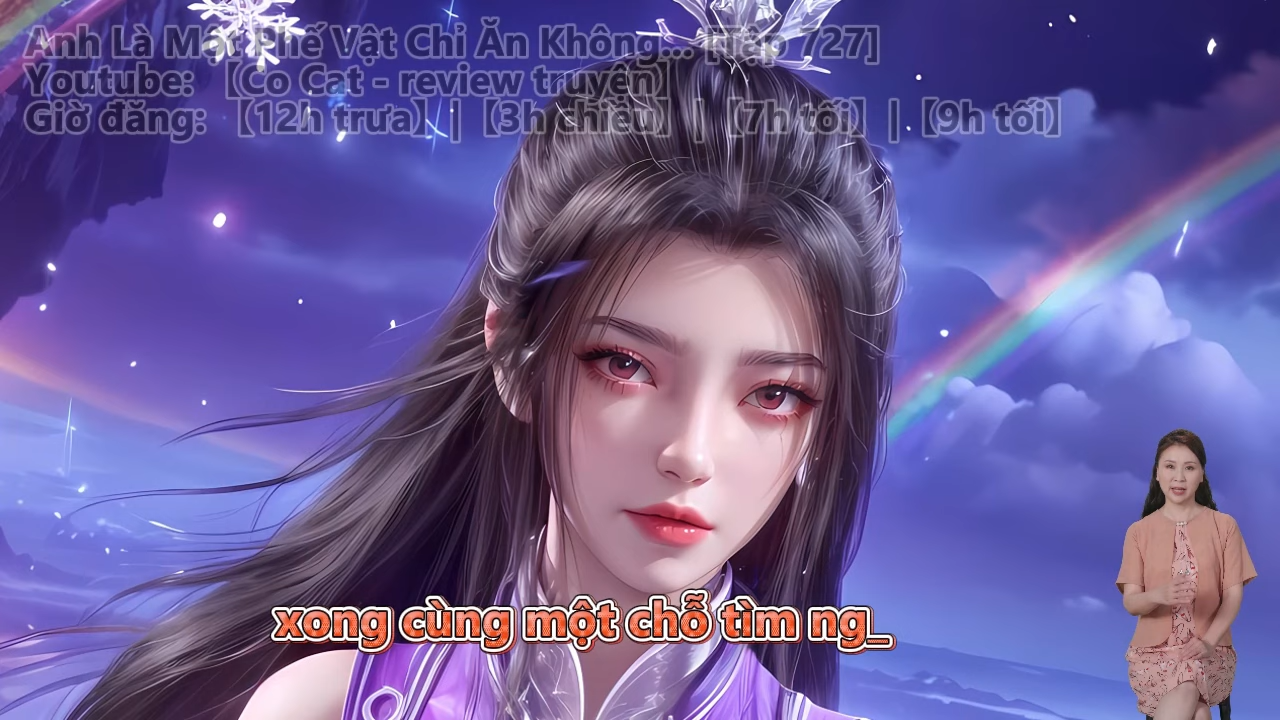 Anh Là Một Phế Vật Chỉ Ăn Không... [Tập 727]
Youtube: 【Co Cat - review truyện】
Giờ đăng: 【12h trưa】 | 【3h chiều】 | 【7h tối】 | 【9h tối】
xong cùng một chỗ tìm ng_